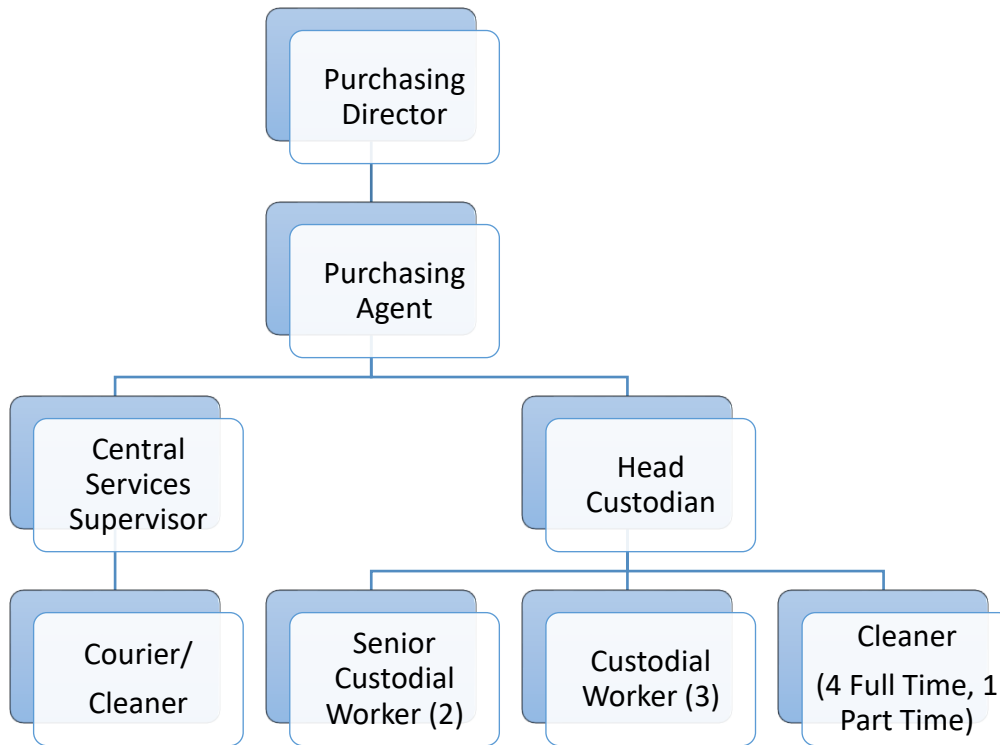 Purchasing
Director
Purchasing
Agent
Central
Services
Supervisor
Head
Custodian
Courier/
Cleaner
Senior
Custodial
Worker (2)
Custodial
Worker (3)
Cleaner
(4 Full Time, 1
Part Time)